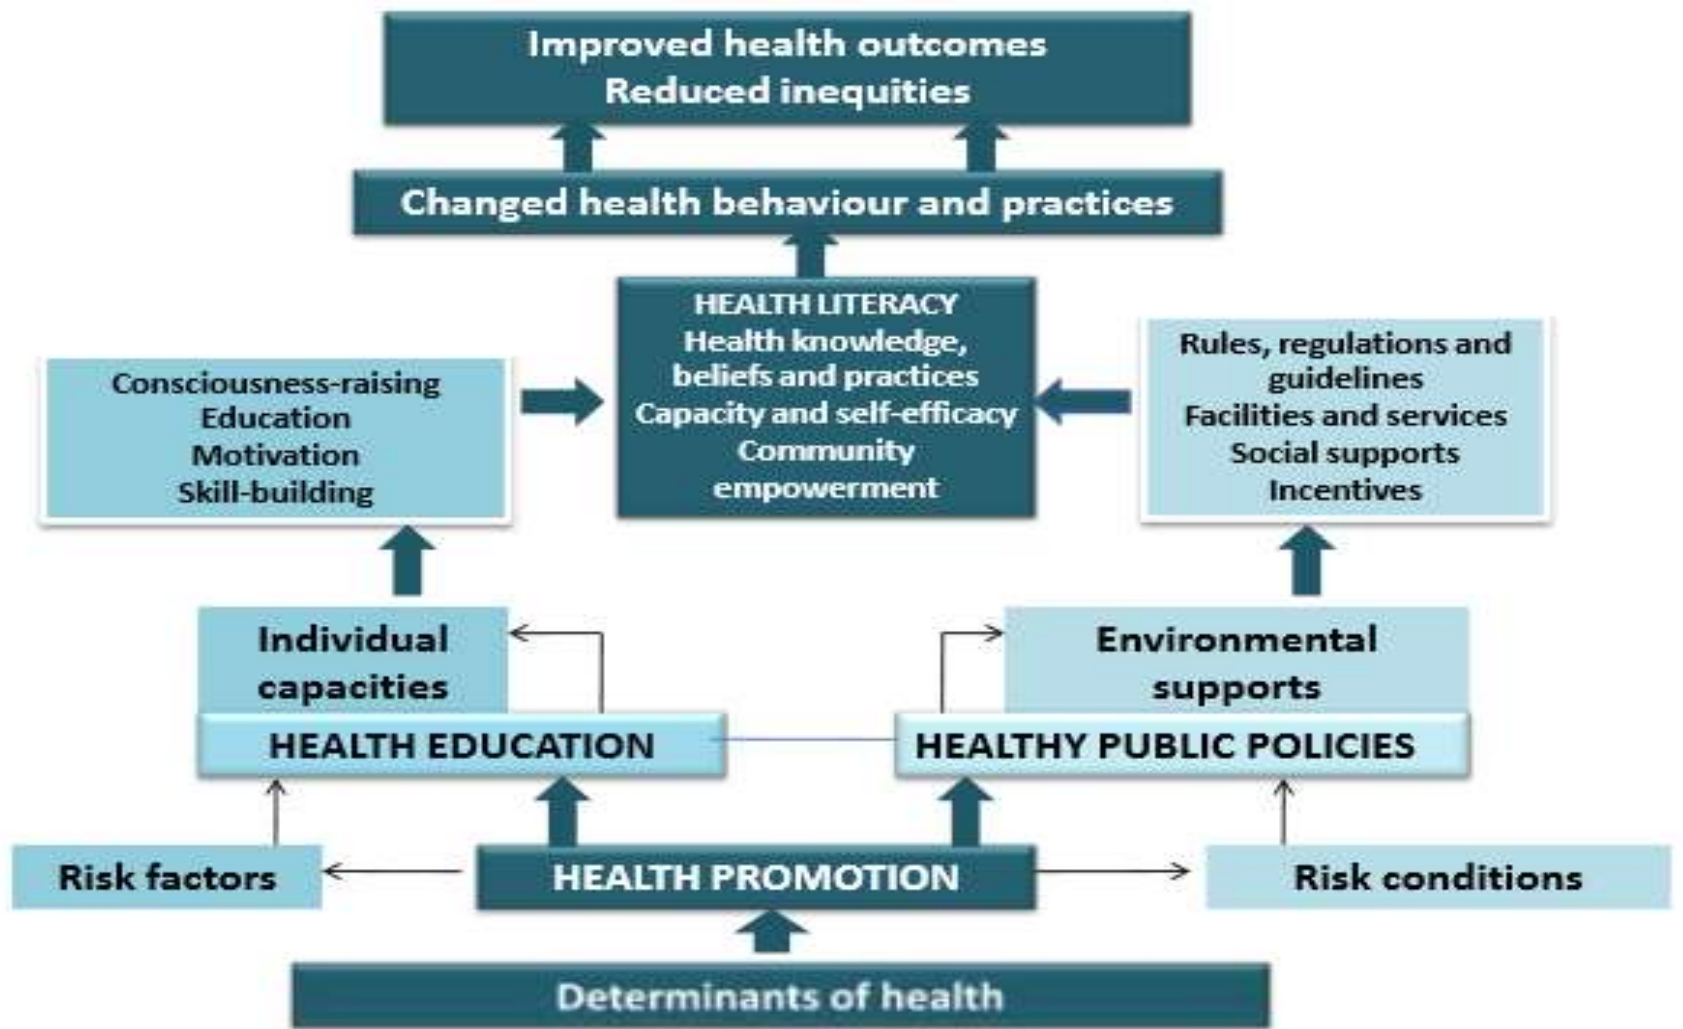 Improved health outcomes
Reduced inequities
Changed health behaviour and practices
HEALTH LITERACY
Health knowledge,
beliefs and practices
Capacity and self-efficacy
Community
empowerment
Consciousness-raising
Education
Motivation
Skill-building
Rules, regulations and
guidelines
Facilities and services
Social supports
Incentives
Individual
capacities
Environmental
supports
HEALTH EDUCATION
HEALTHY PUBLIC POLICIES
Risk factors
HEALTH PROMOTION
Risk conditions
Determinants of health